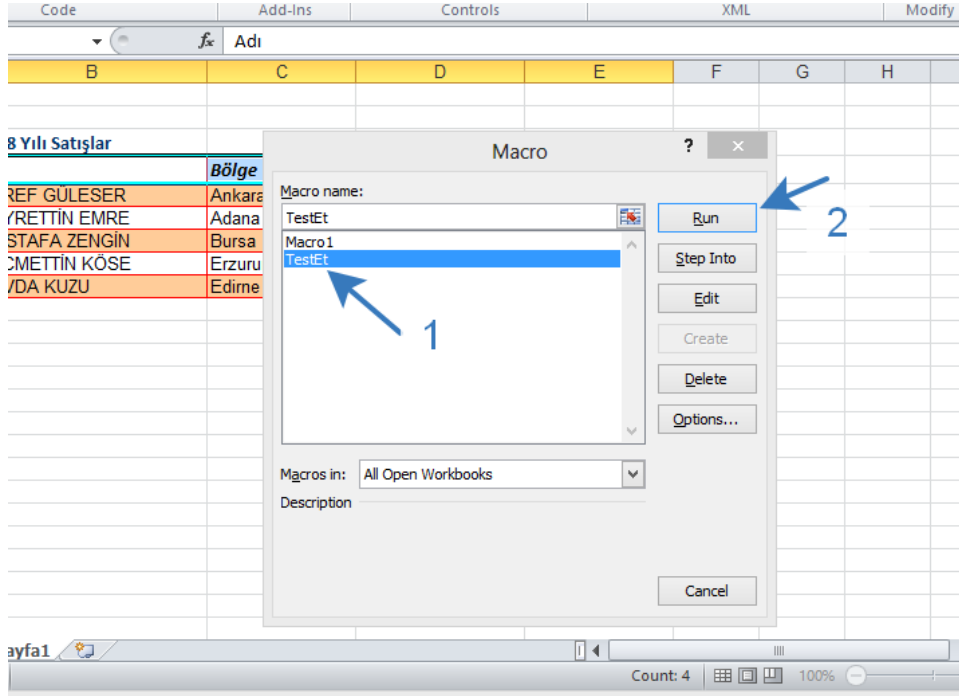 Code Add-Ins Controls XML Modify
fx Adı
B C D E F G H
8 Yılı Satışlar
Bölge
REF GÜLESER Ankara
YRETTİN EMRE Adana
STAFA ZENGİN Bursa
CMETTİN KÖSE Erzuru
VDA KUZU Edirne
Macro ?
Macro name:
TestEt
Macro1
TestEt
Run
Step Into
Edit
Create
Delete
Options...
1
2
Macros in: All Open Workbooks
Description
Cancel
ayfa1
Count: 4 100%